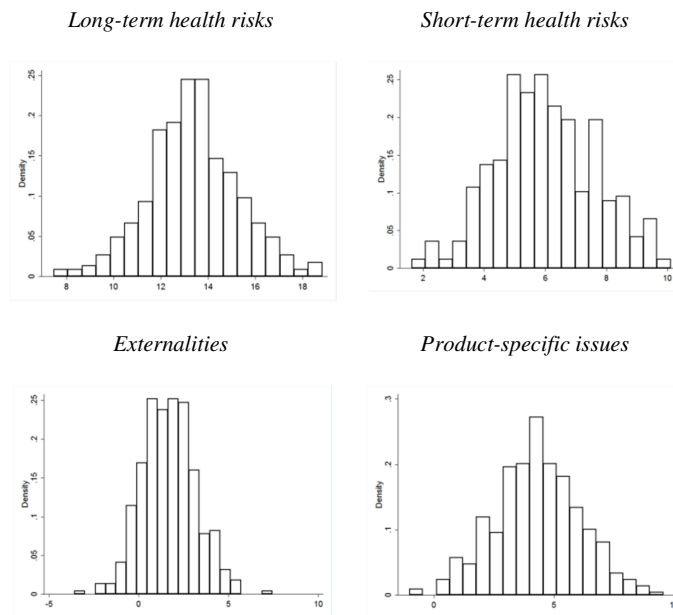 Long-term health risks
Short-term health risks
Density
0 .05 .1 .15 .2 .25
8 10 12 14 16 18
Density
0 .05 .1 .15 .2 .25
2 4 6 8 10
Externalities
Product-specific issues
Density
0 .05 .1 .15 .2 .25
-5 0 5 10
Density
0 .1 .2 .3
0 5